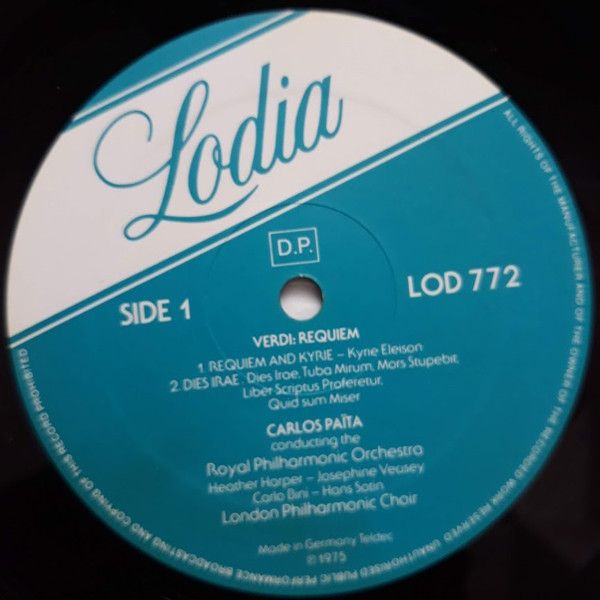 Lodia
D.P.
SIDE 1
LOD 772
VERDI: REQUIEM
1. REQUIEM AND KYRIE – Kyrie Eleison
2. DIES IRAE : Dies Irae, Tuba Mirum, Mors Stupebit,
Liber Scriptus Proferetur,
Quid sum Miser
CARLOS PAÏTA
conducting the
Royal Philharmonic Orchestra
Heather Harper – Josephine Veasey
Carlo Bini – Hans Sotin
London Philharmonic Choir
Made in Germany Teldec
℗ 1975
ALL RIGHTS OF THE MANUFACTURER AND OF THE OWNER OF THE RECORDED WORK RESERVED. UNAUTHORISED PUBLIC PERFORMANCE BROADCASTING AND COPYING OF THIS RECORD PROHIBITED